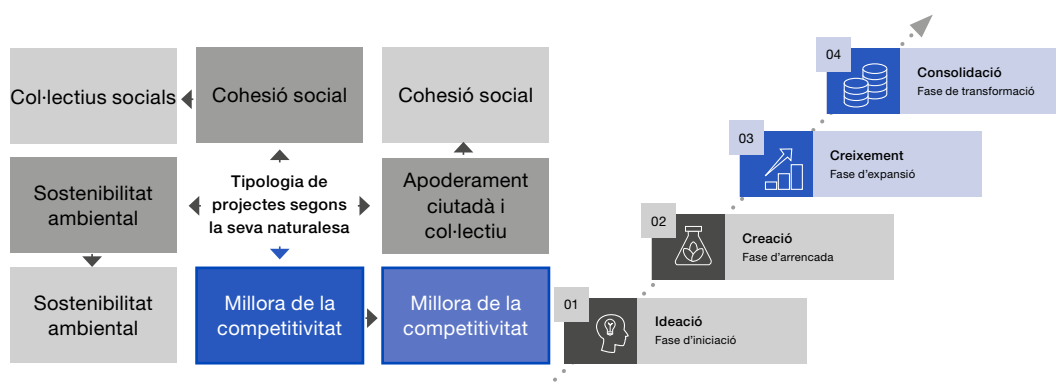 Col·lectius socials
Cohesió social
Cohesió social
Sostenibilitat
ambiental
Tipologia de
projectes segons
la seva naturalesa
Apoderament
ciutadà i
col·lectiu
Sostenibilitat
ambiental
Millora de la
competitivitat
Millora de la
competitivitat
01
Ideació
Fase d’iniciació
02
Creació
Fase d’arrencada
03
Creixement
Fase d’expansió
04
Consolidació
Fase de transformació